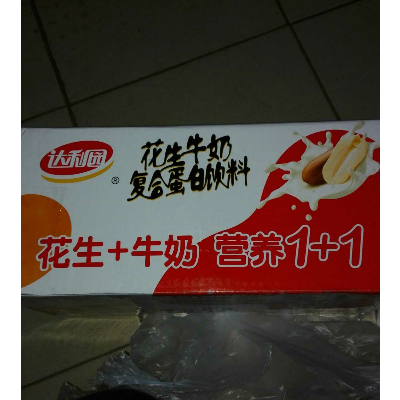 达利园
®
花生牛奶
复合蛋白饮料
花生+牛奶 营养1+1